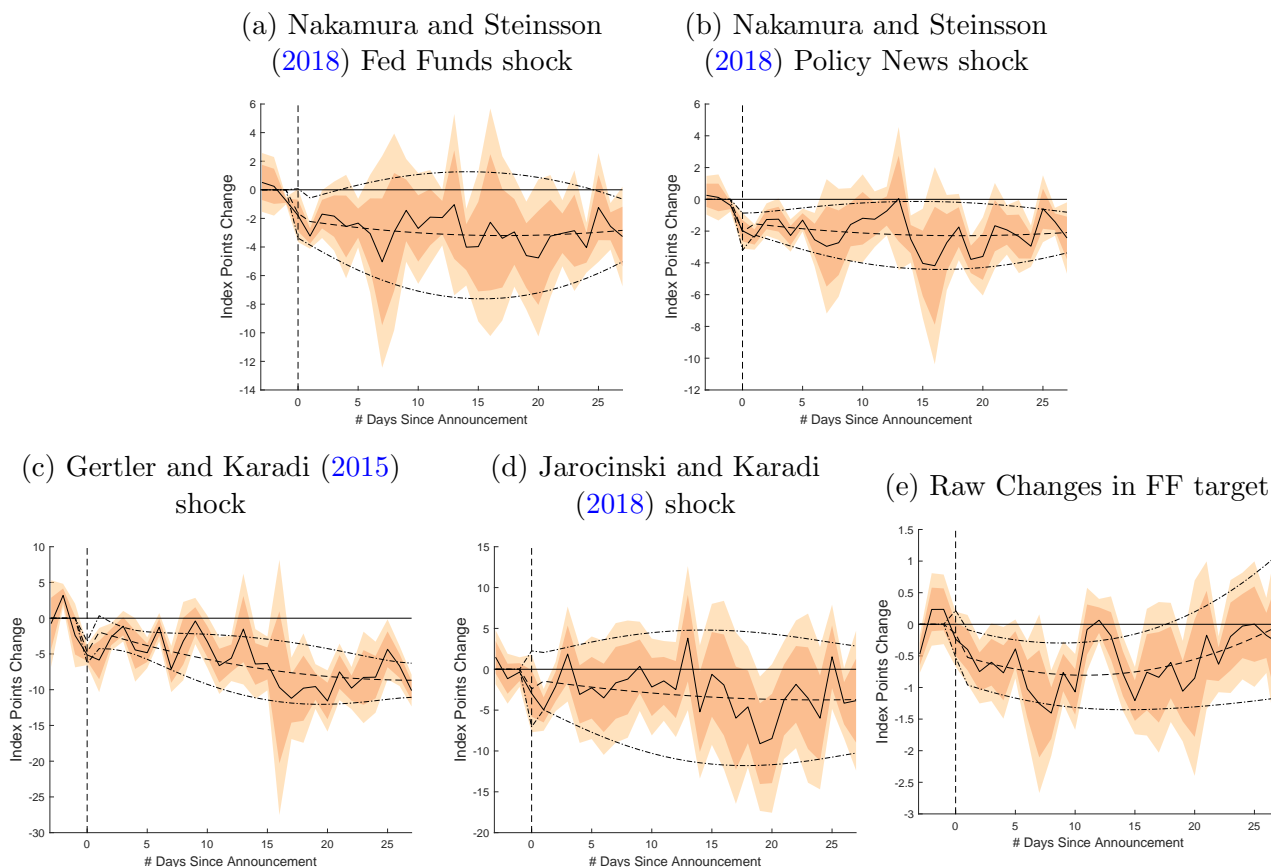 (a) Nakamura and Steinsson
(2018) Fed Funds shock
6
4
2
0
-2
-4
-6
-8
-10
-12
-14
Index Points Change
0 5 10 15 20 25
# Days Since Announcement
(b) Nakamura and Steinsson
(2018) Policy News shock
6
4
2
0
-2
-4
-6
-8
-10
-12
Index Points Change
0 5 10 15 20 25
# Days Since Announcement
(c) Gertler and Karadi (2015)
shock
10
5
0
-5
-10
-15
-20
-25
-30
Index Points Change
0 5 10 15 20 25
# Days Since Announcement
(d) Jarocinski and Karadi
(2018) shock
15
10
5
0
-5
-10
-15
-20
Index Points Change
0 5 10 15 20 25
# Days Since Announcement
(e) Raw Changes in FF target
1.5
1
0.5
0
-0.5
-1
-1.5
-2
-2.5
-3
Index Points Change
0 5 10 15 20 25
# Days Since Announcement